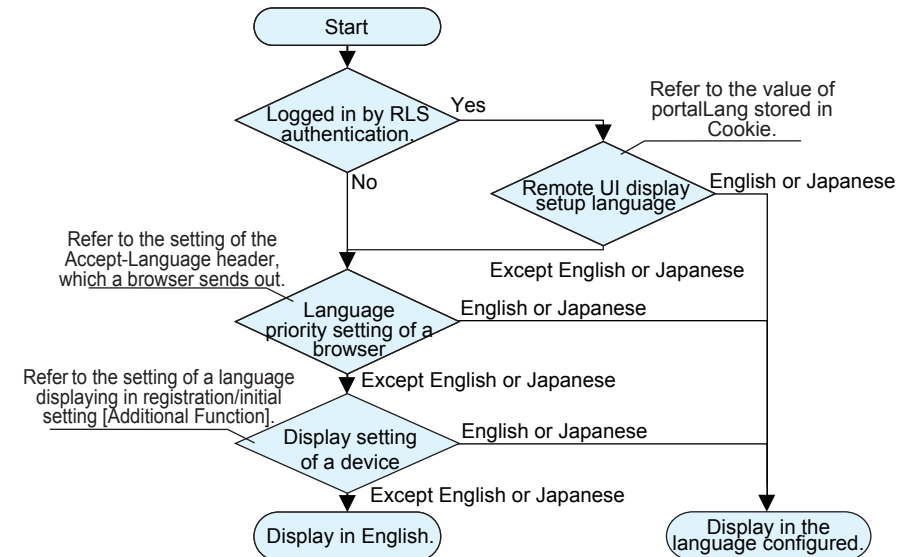 Start
Logged in by RLS
authentication.
Yes
No
Refer to the value of
portalLang stored in
Cookie.
Remote UI display
setup language
English or Japanese
Except English or Japanese
Refer to the setting of the
Accept-Language header,
which a browser sends out.
Language
priority setting of a
browser
English or Japanese
Except English or Japanese
Refer to the setting of a language
displaying in registration/initial
setting [Additional Function].
Display setting
of a device
English or Japanese
Except English or Japanese
Display in English.
Display in the
language configured.